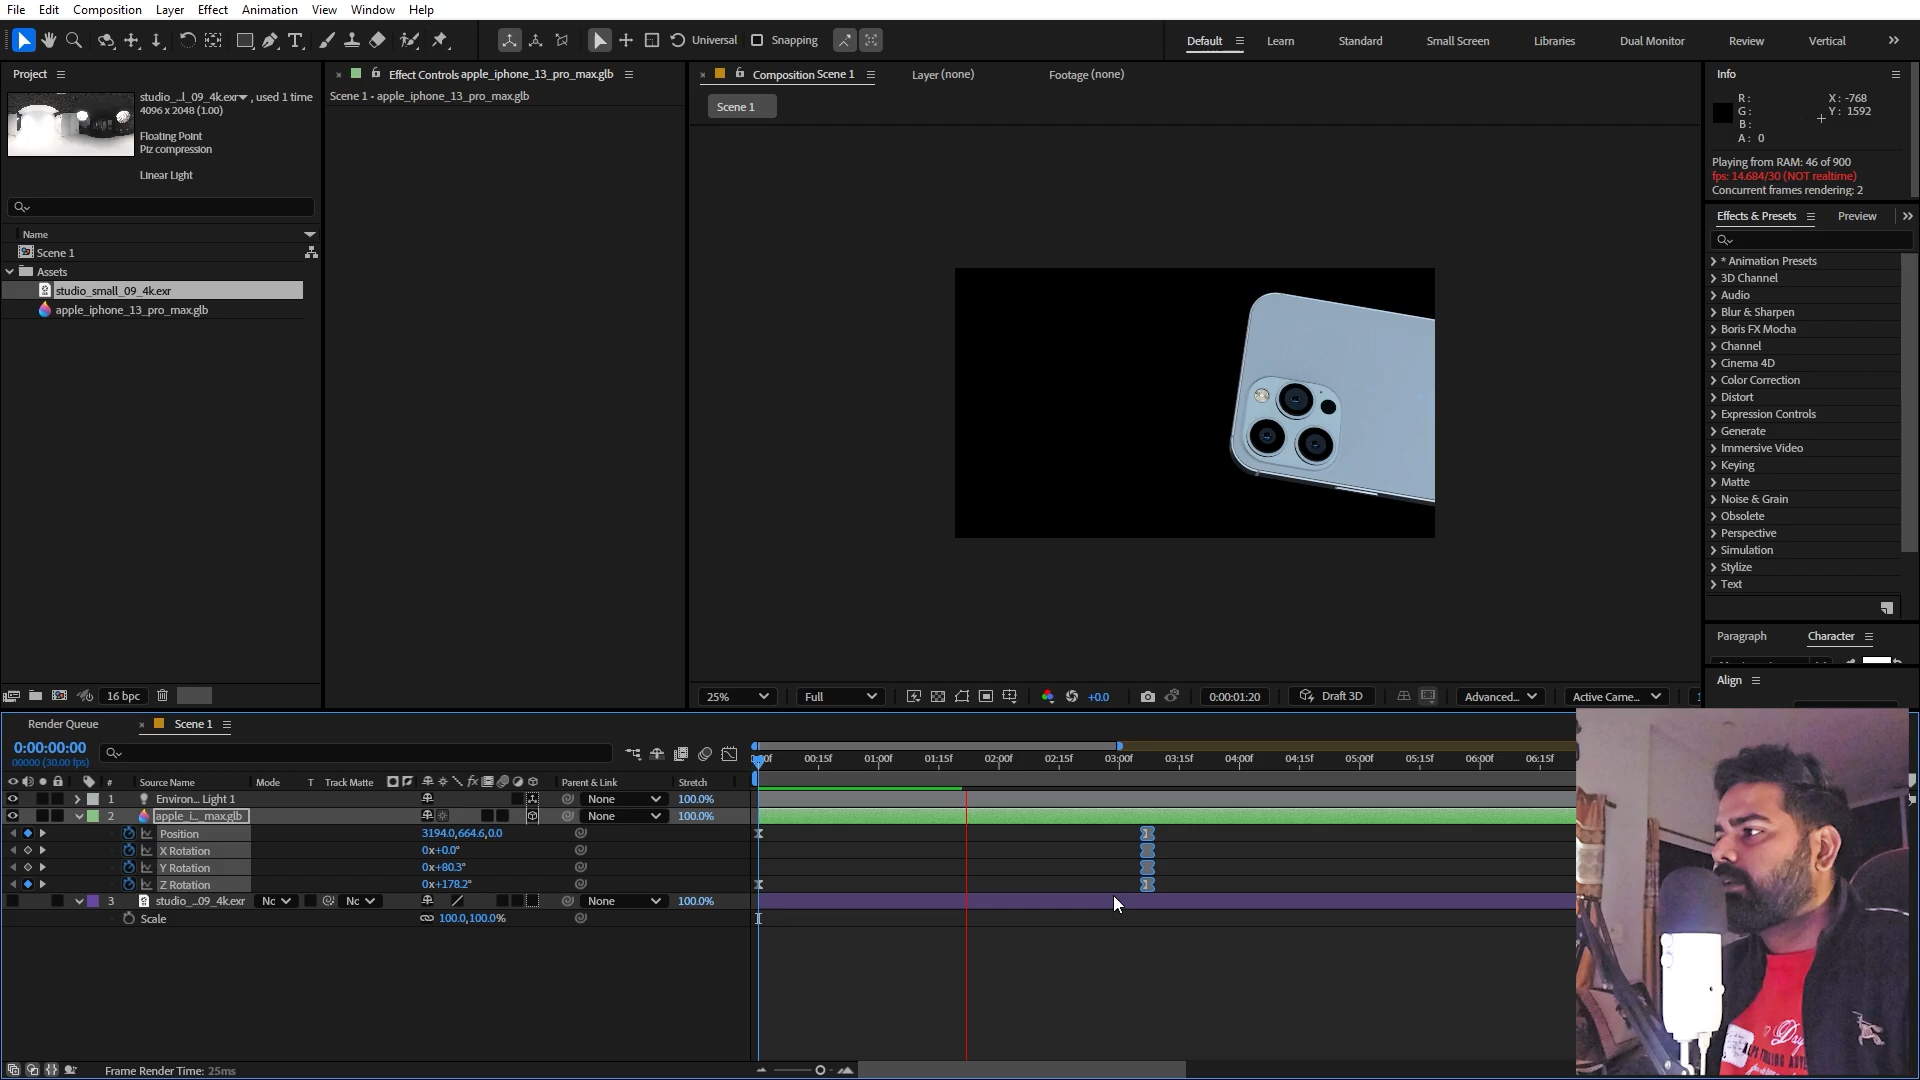 File Edit Composition Layer Effect Animation View Window Help
Universal Snapping Default Learn Standard Small Screen Libraries Dual Monitor Review Vertical
Project
studio_...l_09_4k.exr , used 1 time
4096 x 2048 (1.00)
Floating Point
Piz compression
Linear Light
Name
Scene 1
Assets
studio_small_09_4k.exr
apple_iphone_13_pro_max.glb
16 bpc
Effect Controls apple_iphone_13_pro_max.glb
Scene 1 • apple_iphone_13_pro_max.glb
Composition Scene 1 Layer (none) Footage (none)
Scene 1
25% Full +0.0 0:00:01:20 Draft 3D Advanced... Active Came...
Info
R: X: -768
G: Y: 1592
B:
A: 0
Playing from RAM: 46 of 900
fps: 14.684/30 (NOT realtime)
Concurrent frames rendering: 2
Effects & Presets Preview
* Animation Presets
3D Channel
Audio
Blur & Sharpen
Boris FX Mocha
Channel
Cinema 4D
Color Correction
Distort
Expression Controls
Generate
Immersive Video
Keying
Matte
Noise & Grain
Obsolete
Perspective
Simulation
Stylize
Text
Paragraph Character
Align
Render Queue Scene 1
0:00:00:00
00000 (30.00 fps)
00:15f 01:00f 01:15f 02:00f 02:15f 03:00f 03:15f 04:00f 04:15f 05:00f 05:15f 06:00f 06:15f
# Source Name Mode T Track Matte fx Parent & Link Stretch
1 Environ... Light 1 None 100.0%
2 apple_i..._max.glb None 100.0%
Position 3194.0,664.6,0.0
X Rotation 0x+0.0°
Y Rotation 0x+80.3°
Z Rotation 0x+178.2°
3 studio_...09_4k.exr Nc Nc None 100.0%
Scale 100.0,100.0%
Frame Render Time: 25ms